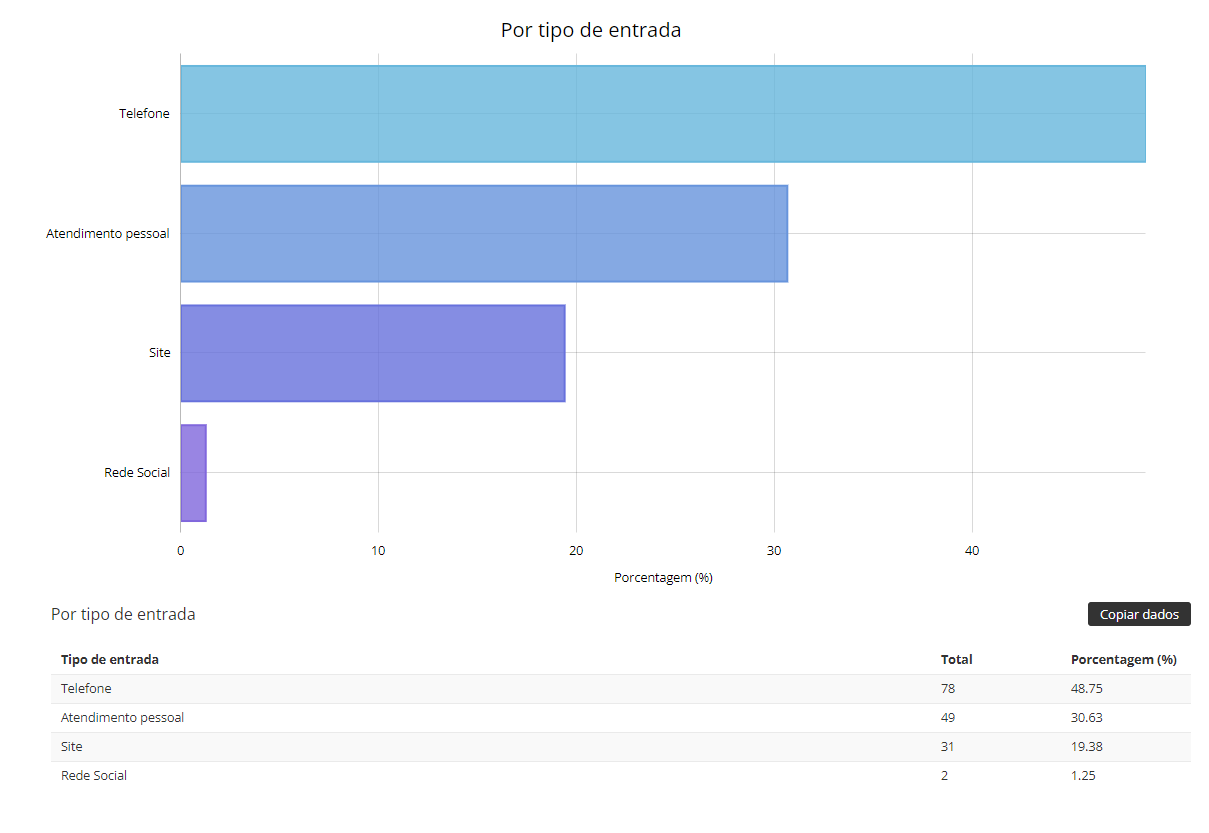 Por tipo de entrada
Telefone
Atendimento pessoal
Site
Rede Social
0 10 20 30 40
Porcentagem (%)
Por tipo de entrada Copiar dados
Tipo de entrada Total Porcentagem (%)
Telefone 78 48.75
Atendimento pessoal 49 30.63
Site 31 19.38
Rede Social 2 1.25